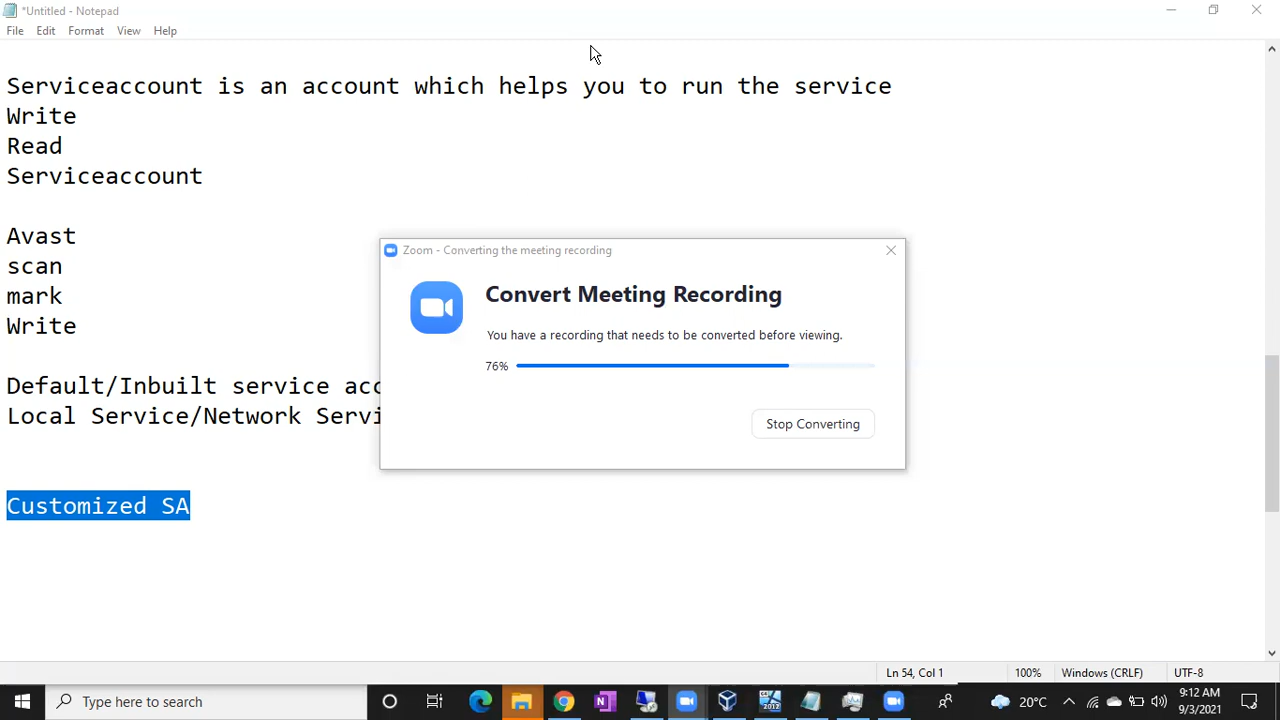 *Untitled - Notepad
File Edit Format View Help
Serviceaccount is an account which helps you to run the service
Write
Read
Serviceaccount
Avast
scan
mark
Write
Default/Inbuilt service
Local Service/Network
Customized SA
Zoom - Converting the meeting recording
Convert Meeting Recording
You have a recording that needs to be converted before viewing.
76%
Stop Converting
Ln 54, Col 1 100% Windows (CRLF) UTF-8
Type here to search
20°C
9:12 AM
9/3/2021